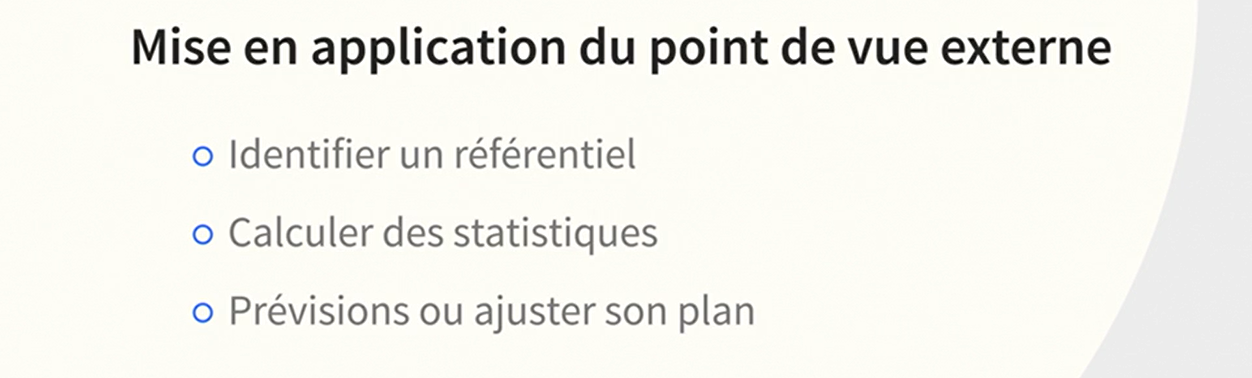 Mise en application du point de vue externe
Identifier un référentiel
Calculer des statistiques
Prévisions ou ajuster son plan